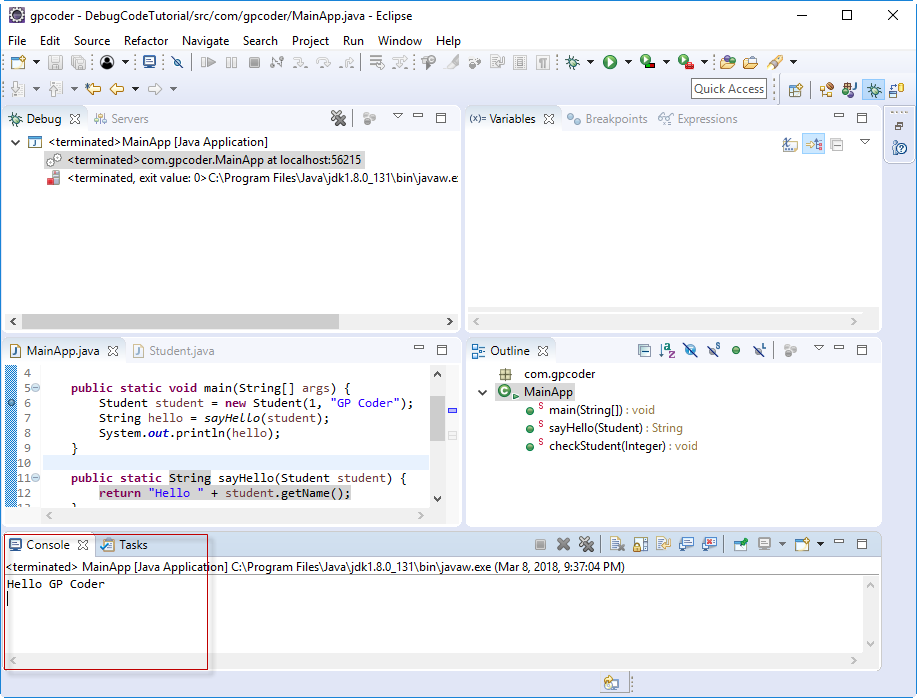 gpcoder - DebugCodeTutorial/src/com/gpcoder/MainApp.java - Eclipse
File Edit Source Refactor Navigate Search Project Run Window Help
Quick Access
Debug Servers
<terminated>MainApp [Java Application]
<terminated>com.gpcoder.MainApp at localhost:56215
<terminated, exit value: 0>C:\Program Files\Java\jdk1.8.0_131\bin\javaw.e
(x)= Variables Breakpoints Expressions
MainApp.java Student.java
4
5 public static void main(String[] args) {
6 Student student = new Student(1, "GP Coder");
7 String hello = sayHello(student);
8 System.out.println(hello);
9 }
10
11 public static String sayHello(Student student) {
12 return "Hello " + student.getName();
13 }
Outline
com.gpcoder
MainApp
main(String[]) : void
sayHello(Student) : String
checkStudent(Integer) : void
Console Tasks
<terminated> MainApp [Java Application] C:\Program Files\Java\jdk1.8.0_131\bin\javaw.exe (Mar 8, 2018, 9:37:04 PM)
Hello GP Coder